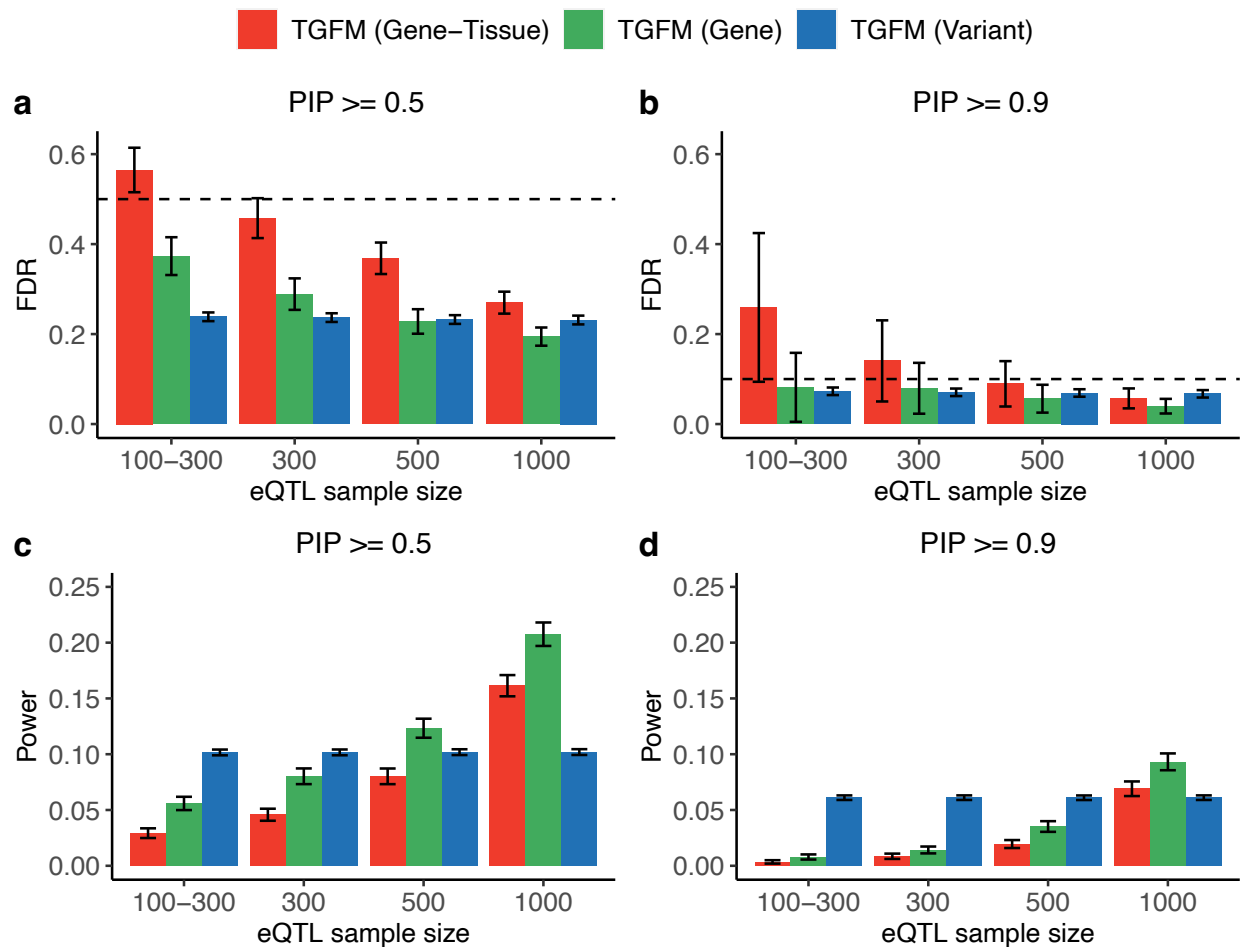 TGFM (Gene−Tissue) TGFM (Gene) TGFM (Variant)
a PIP >= 0.5
FDR
0.6
0.4
0.2
0.0
100−300 300 500 1000
eQTL sample size
b PIP >= 0.9
FDR
0.6
0.4
0.2
0.0
100−300 300 500 1000
eQTL sample size
c PIP >= 0.5
Power
0.25
0.20
0.15
0.10
0.05
0.00
100−300 300 500 1000
eQTL sample size
d PIP >= 0.9
Power
0.25
0.20
0.15
0.10
0.05
0.00
100−300 300 500 1000
eQTL sample size